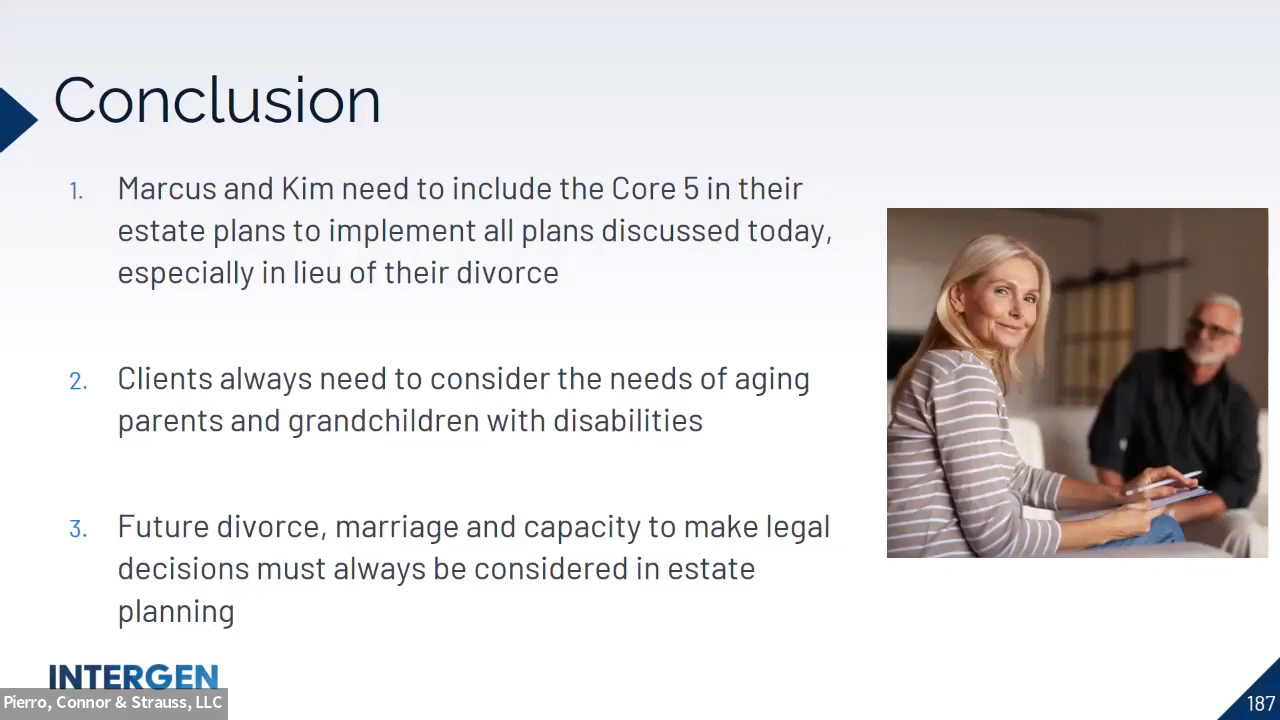 Conclusion
1. Marcus and Kim need to include the Core 5 in their
estate plans to implement all plans discussed today,
especially in lieu of their divorce
2. Clients always need to consider the needs of aging
parents and grandchildren with disabilities
3. Future divorce, marriage and capacity to make legal
decisions must always be considered in estate
planning
INTERGEN
Pierro, Connor & Strauss, LLC
187